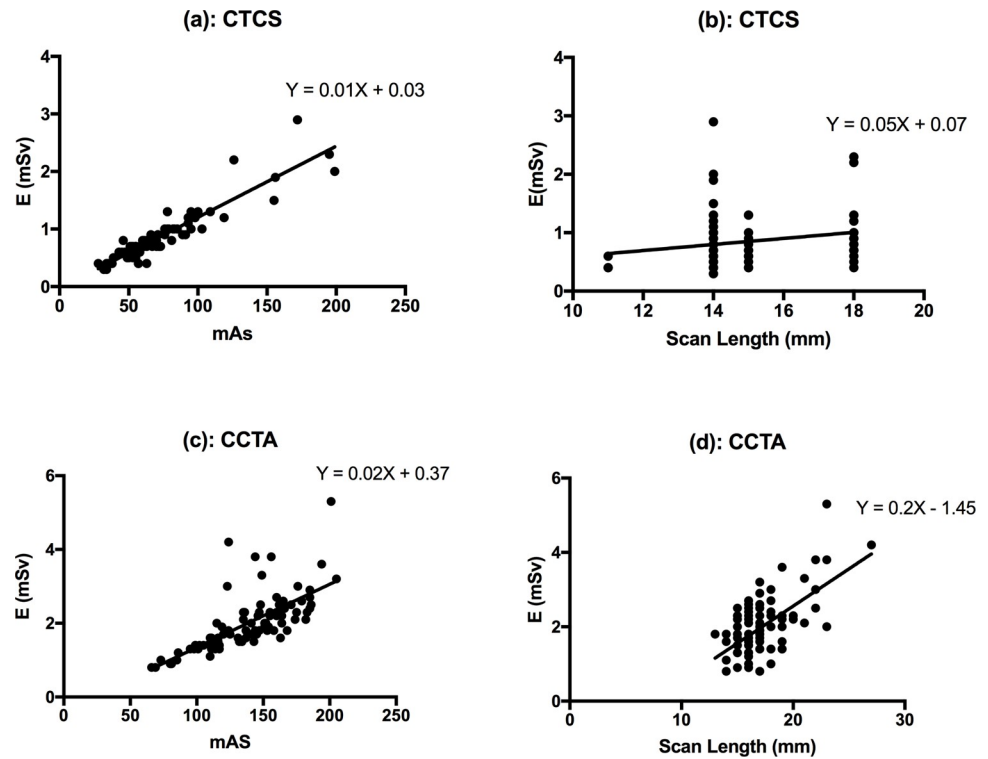 (a): CTCS
4
3
2
1
0
E (mSv)
Y = 0.01X + 0.03
0
50
100
150
200
250
mAs
(b): CTCS
4
3
2
1
0
E(mSv)
Y = 0.05X + 0.07
10
12
14
16
18
20
Scan Length (mm)
(c): CCTA
6
4
2
0
E (mSv)
Y = 0.02X + 0.37
0
50
100
150
200
250
mAS
(d): CCTA
6
4
2
0
E (mSv)
Y = 0.2X - 1.45
0
10
20
30
Scan Length (mm)